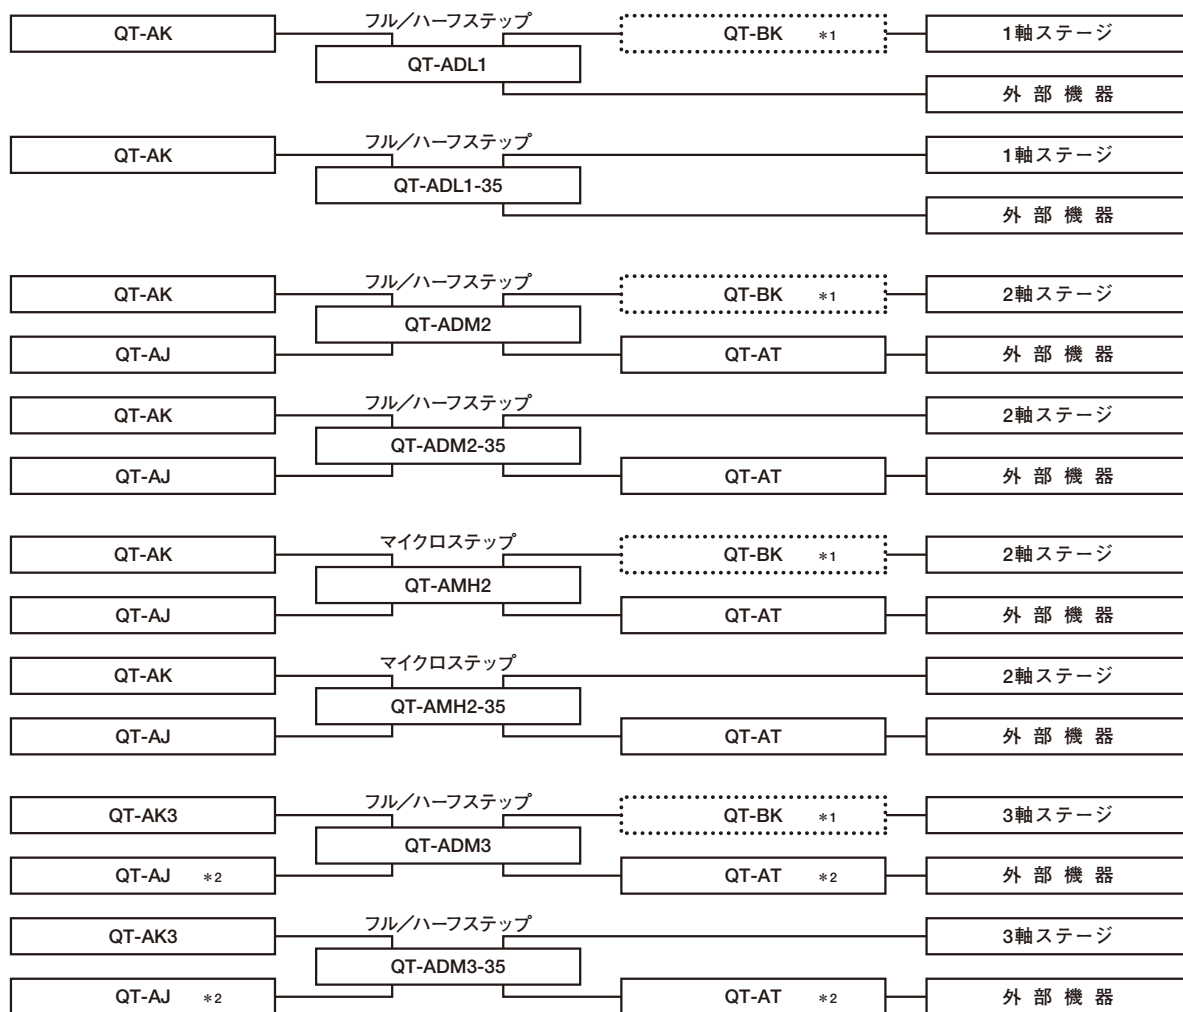 フル／ハーフステップ
QT-AK QT-BK *1 1軸ステージ
QT-ADL1
外部機器
フル／ハーフステップ
QT-AK 1軸ステージ
QT-ADL1-35
外部機器
フル／ハーフステップ
QT-AK QT-BK *1 2軸ステージ
QT-ADM2
QT-AJ QT-AT 外部機器
フル／ハーフステップ
QT-AK 2軸ステージ
QT-ADM2-35
QT-AJ QT-AT 外部機器
マイクロステップ
QT-AK QT-BK *1 2軸ステージ
QT-AMH2
QT-AJ QT-AT 外部機器
マイクロステップ
QT-AK 2軸ステージ
QT-AMH2-35
QT-AJ QT-AT 外部機器
フル／ハーフステップ
QT-AK3 QT-BK *1 3軸ステージ
QT-ADM3
QT-AJ *2 QT-AT *2 外部機器
フル／ハーフステップ
QT-AK3 3軸ステージ
QT-ADM3-35
QT-AJ *2 QT-AT *2 外部機器